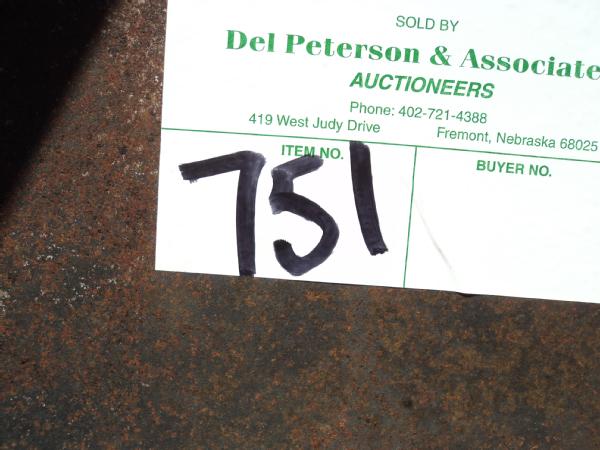 SOLD BY
Del Peterson & Associate
AUCTIONEERS
Phone: 402-721-4388
419 West Judy Drive Fremont, Nebraska 68025
ITEM NO. BUYER NO.
751